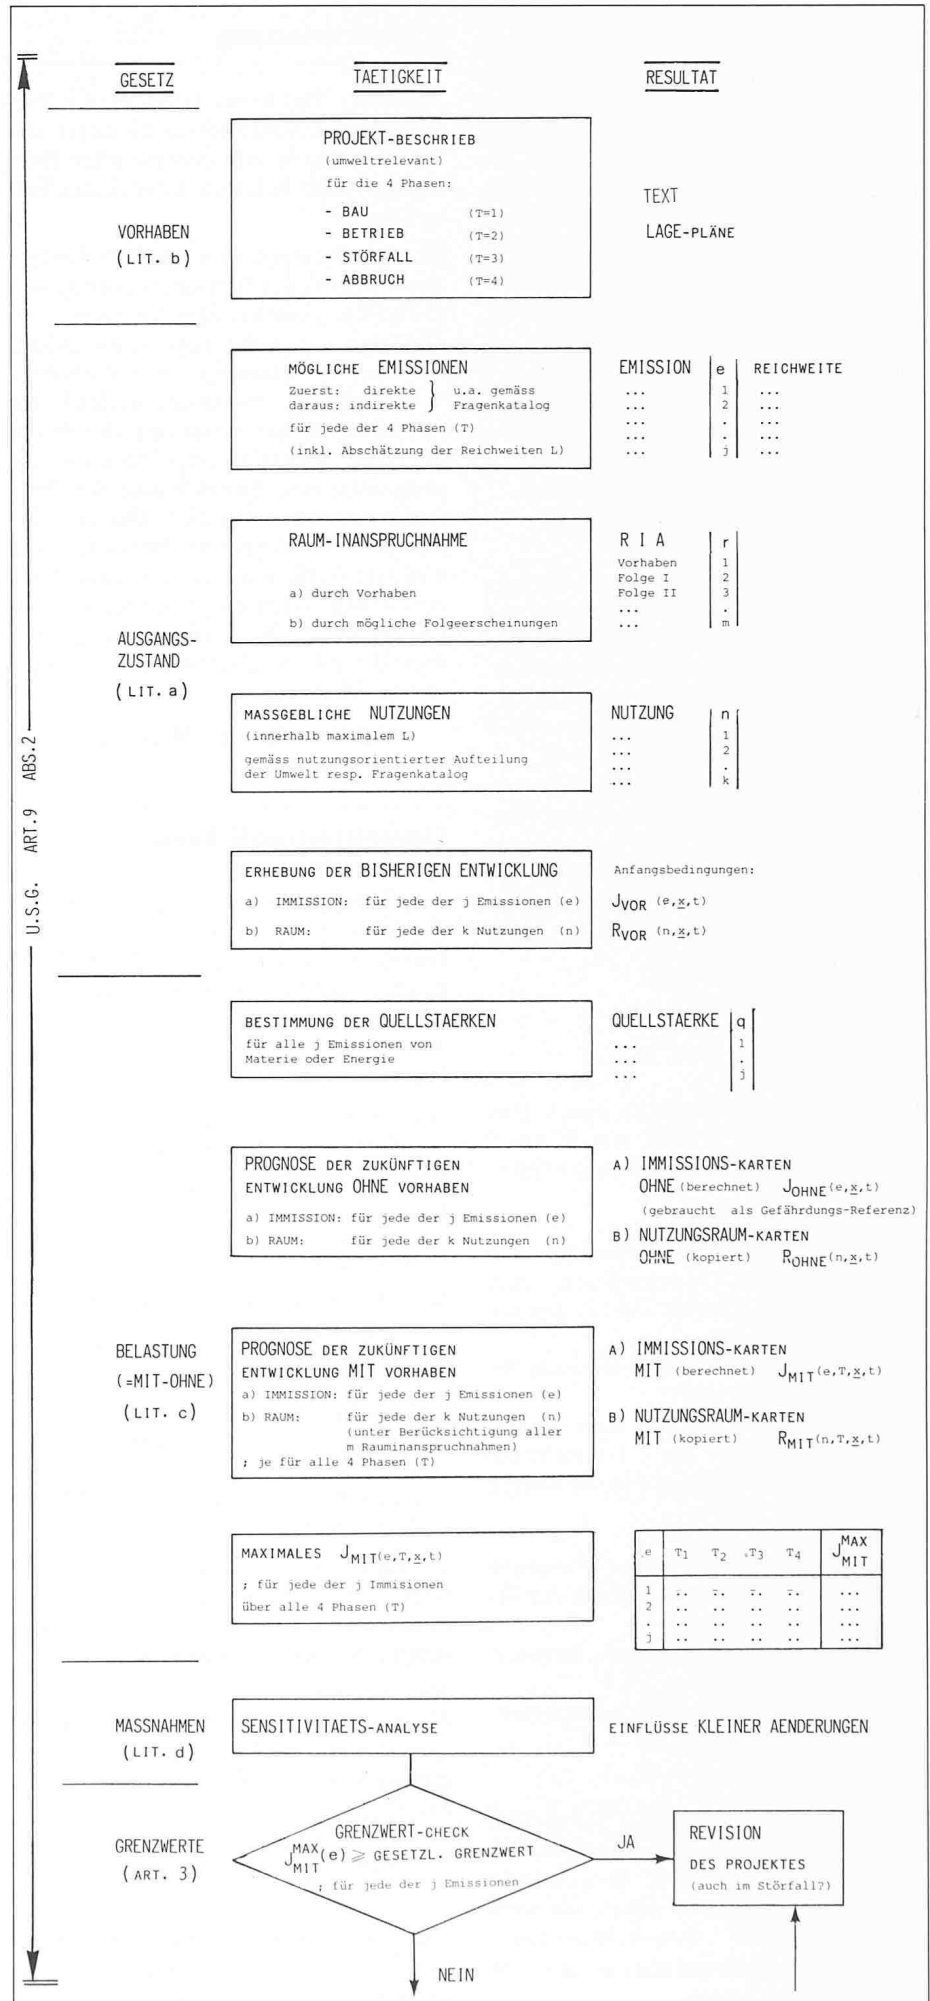 GESETZ TAETIGKEIT RESULTAT
U.S.G. ART.9 ABS.2
VORHABEN
(LIT. b)
PROJEKT-BESCHRIEB
(umweltrelevant)
für die 4 Phasen:
- BAU (T=1)
- BETRIEB (T=2)
- STÖRFALL (T=3)
- ABBRUCH (T=4)
TEXT
LAGE-PLÄNE
AUSGANGS-
ZUSTAND
(LIT. a)
MÖGLICHE EMISSIONEN
Zuerst: direkte } u.a. gemäss
daraus: indirekte } Fragenkatalog
für jede der 4 Phasen (T)
(inkl. Abschätzung der Reichweiten L)
EMISSION e REICHWEITE
... 1 ...
... 2 ...
... . ...
... . ...
... j ...
RAUM-INANSPRUCHNAHME
a) durch Vorhaben
b) durch mögliche Folgeerscheinungen
R I A r
Vorhaben 1
Folge I 2
Folge II 3
... .
... m
MASSGEBLICHE NUTZUNGEN
(innerhalb maximalem L)
gemäss nutzungsorientierter Aufteilung
der Umwelt resp. Fragenkatalog
NUTZUNG n
... 1
... 2
... .
... k
ERHEBUNG DER BISHERIGEN ENTWICKLUNG
a) IMMISSION: für jede der j Emissionen (e)
b) RAUM: für jede der k Nutzungen (n)
Anfangsbedingungen:
JVOR (e,x,t)
RVOR (n,x,t)
BESTIMMUNG DER QUELLSTAERKEN
für alle j Emissionen von
Materie oder Energie
QUELLSTAERKE q
... 1
... .
... j
BELASTUNG
(=MIT-OHNE)
(LIT. c)
PROGNOSE DER ZUKÜNFTIGEN
ENTWICKLUNG OHNE VORHABEN
a) IMMISSION: für jede der j Emissionen (e)
b) RAUM: für jede der k Nutzungen (n)
A) IMMISSIONS-KARTEN
OHNE (berechnet) JOHNE(e,x,t)
(gebraucht als Gefährdungs-Referenz)
B) NUTZUNGSRAUM-KARTEN
OHNE (kopiert) ROHNE(n,x,t)
PROGNOSE DER ZUKÜNFTIGEN
ENTWICKLUNG MIT VORHABEN
a) IMMISSION: für jede der j Emissionen (e)
b) RAUM: für jede der k Nutzungen (n)
(unter Berücksichtigung aller
m Rauminanspruchnahmen)
; je für alle 4 Phasen (T)
A) IMMISSIONS-KARTEN
MIT (berechnet) JMIT(e,T,x,t)
B) NUTZUNGSRAUM-KARTEN
MIT (kopiert) RMIT(n,T,x,t)
MAXIMALES JMIT(e,T,x,t)
; für jede der j Immisionen
über alle 4 Phasen (T)
e T1 T2 T3 T4 J MAX MIT
1 .. .. .. .. ...
2 .. .. .. .. ...
. .. .. .. .. ...
j .. .. .. .. ...
MASSNAHMEN
(LIT. d)
SENSITIVITAETS-ANALYSE
EINFLÜSSE KLEINER AENDERUNGEN
GRENZWERTE
(ART. 3)
GRENZWERT-CHECK
J MAX MIT (e) ⩾ GESETZL. GRENZWERT
; für jede der j Emissionen
JA
REVISION
DES PROJEKTES
(auch im Störfall?)
NEIN